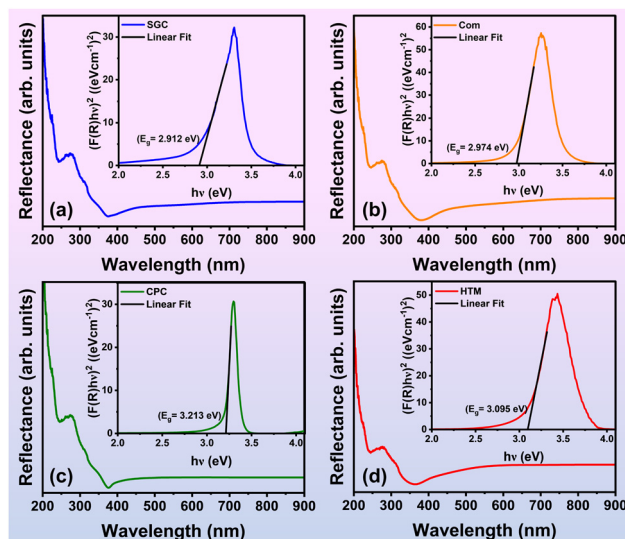 Reflectance (arb. units)
(F(R)hν)² ((eVcm⁻¹)²)
30
20
10
0
SGC
Linear Fit
(Eg= 2.912 eV)
2.0 2.5 3.0 3.5 4.0
hν (eV)
(a)
200 300 400 500 600 700 800 900
Wavelength (nm)
Reflectance (arb. units)
(F(R)hν)² ((eVcm⁻¹)²)
60
50
40
30
20
10
0
Com
Linear Fit
(Eg= 2.974 eV)
2.0 2.5 3.0 3.5 4.0
hν (eV)
(b)
200 300 400 500 600 700 800 900
Wavelength (nm)
Reflectance (arb. units)
(F(R)hν)² ((eVcm⁻¹)²)
30
20
10
0
CPC
Linear Fit
(Eg= 3.213 eV)
2.0 2.5 3.0 3.5 4.0
hν (eV)
(c)
200 300 400 500 600 700 800 900
Wavelength (nm)
Reflectance (arb. units)
(F(R)hν)² ((eVcm⁻¹)²)
50
40
30
20
10
0
HTM
Linear Fit
(Eg= 3.095 eV)
2.0 2.5 3.0 3.5 4.0
hν (eV)
(d)
200 300 400 500 600 700 800 900
Wavelength (nm)